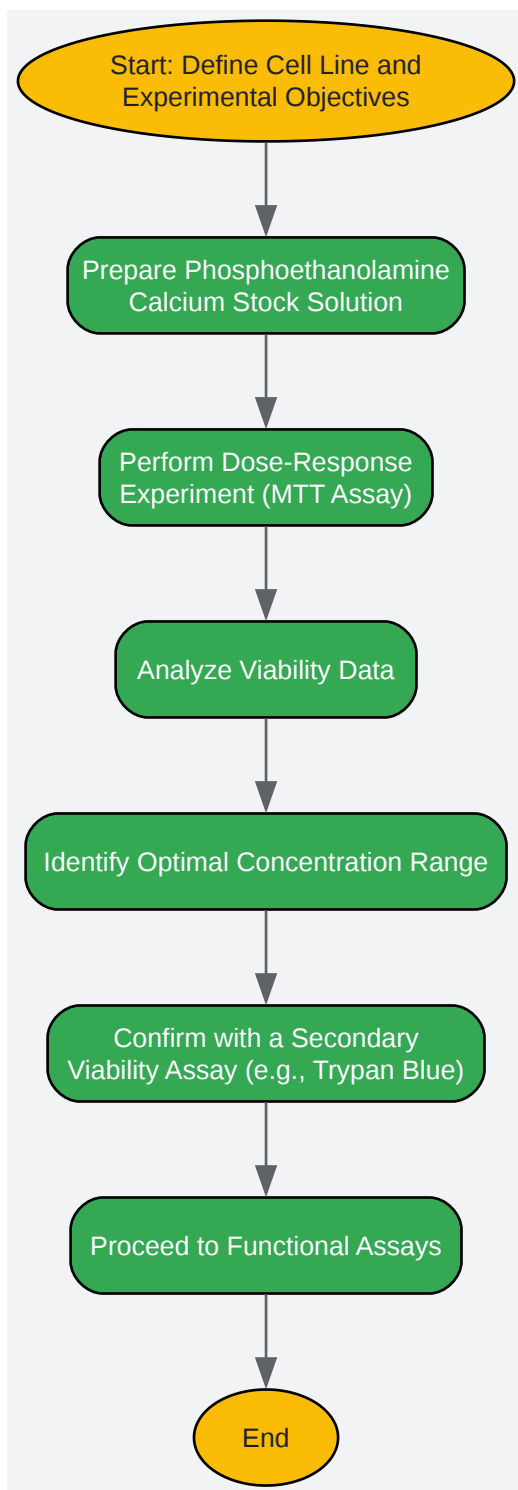 Start: Define Cell Line and
Experimental Objectives
Prepare Phosphoethanolamine
Calcium Stock Solution
Perform Dose-Response
Experiment (MTT Assay)
Analyze Viability Data
Identify Optimal Concentration Range
Confirm with a Secondary
Viability Assay (e.g., Trypan Blue)
Proceed to Functional Assays
End